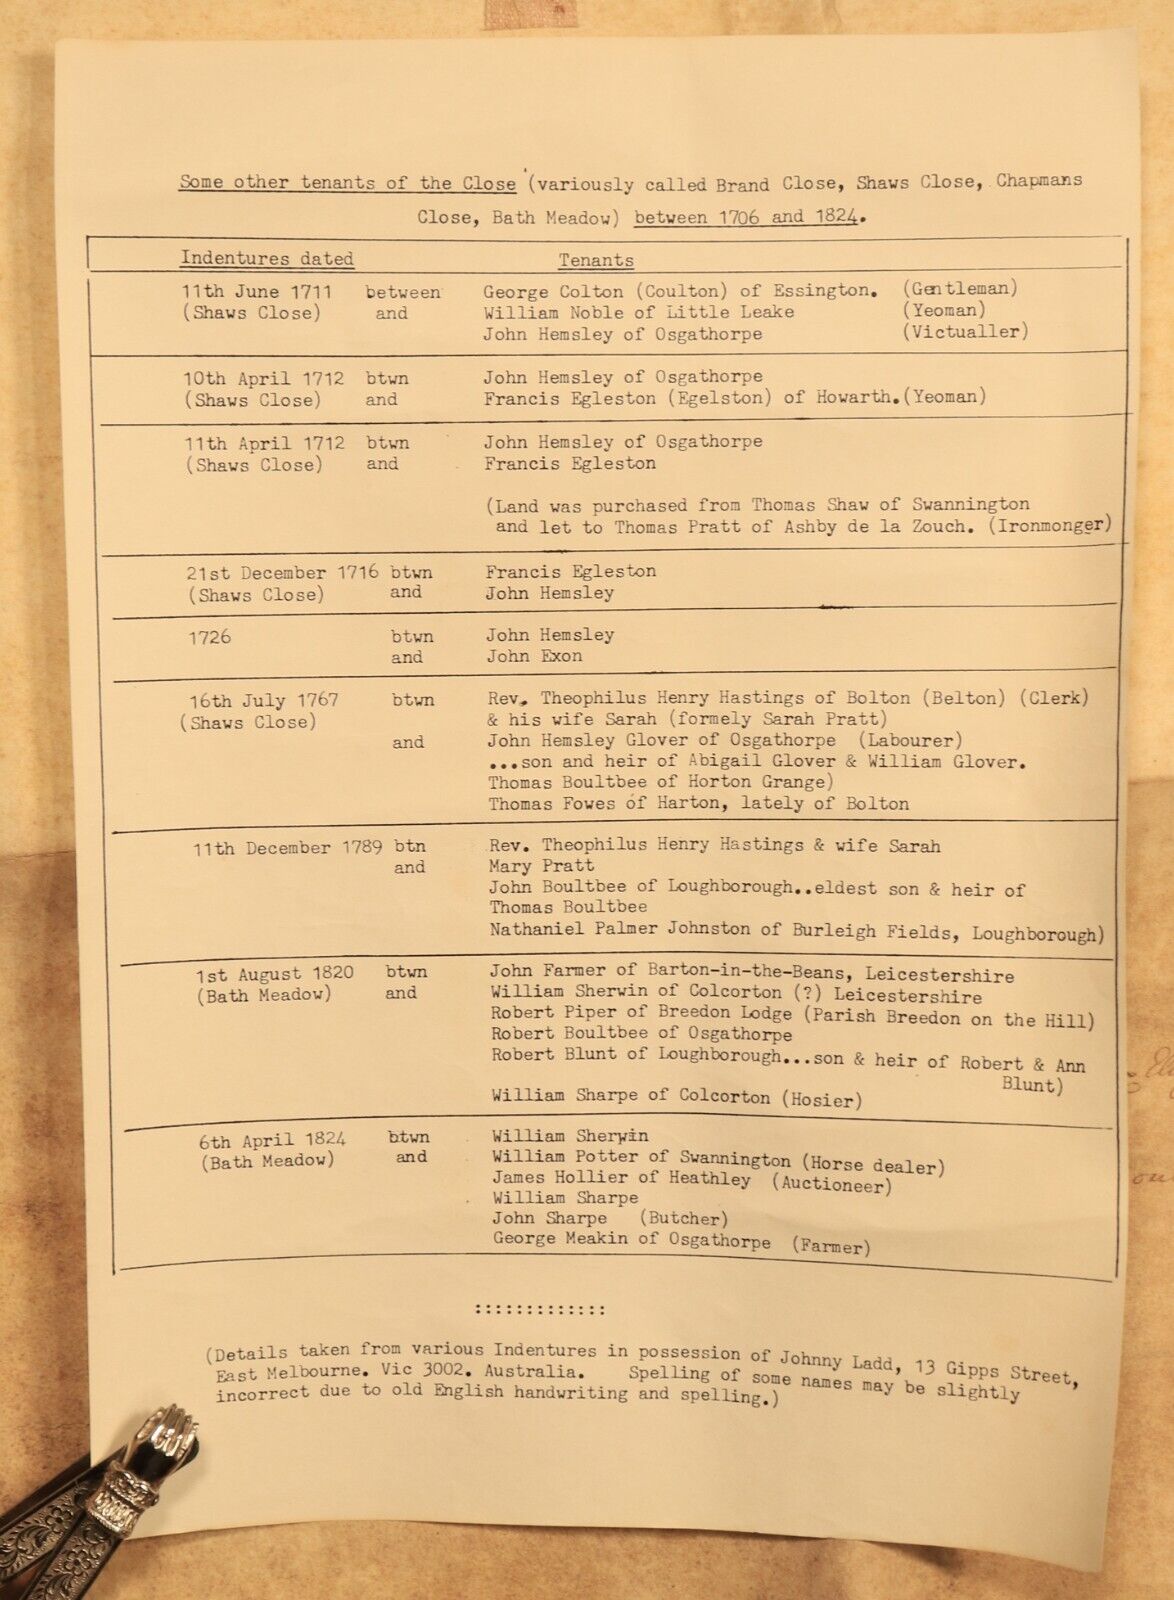 Some other tenants of the Close (variously called Brand Close, Shaws Close, Chapmans
Close, Bath Meadow) between 1706 and 1824.
Indentures dated Tenants
11th June 1711 between George Colton (Coulton) of Essington. (Gentleman)
(Shaws Close) and William Noble of Little Leake (Yeoman)
John Hemsley of Osgathorpe (Victualler)
10th April 1712 btwn John Hemsley of Osgathorpe
(Shaws Close) and Francis Egleston (Egelston) of Howarth. (Yeoman)
11th April 1712 btwn John Hemsley of Osgathorpe
(Shaws Close) and Francis Egleston
(Land was purchased from Thomas Shaw of Swannington
and let to Thomas Pratt of Ashby de la Zouch. (Ironmonger)
21st December 1716 btwn Francis Egleston
(Shaws Close) and John Hemsley
1726 btwn John Hemsley
and John Exon
16th July 1767 btwn Rev. Theophilus Henry Hastings of Bolton (Belton) (Clerk)
(Shaws Close) & his wife Sarah (formely Sarah Pratt)
and John Hemsley Glover of Osgathorpe (Labourer)
...son and heir of Abigail Glover & William Glover.
Thomas Boultbee of Horton Grange)
Thomas Fowes of Harton, lately of Bolton
11th December 1789 btn Rev. Theophilus Henry Hastings & wife Sarah
and Mary Pratt
John Boultbee of Loughborough..eldest son & heir of
Thomas Boultbee
Nathaniel Palmer Johnston of Burleigh Fields, Loughborough)
1st August 1820 btwn John Farmer of Barton-in-the-Beans, Leicestershire
(Bath Meadow) and William Sherwin of Colcorton (?) Leicestershire
Robert Piper of Breedon Lodge (Parish Breedon on the Hill)
Robert Boultbee of Osgathorpe
Robert Blunt of Loughborough...son & heir of Robert & Ann
Blunt)
William Sharpe of Colcorton (Hosier)
6th April 1824 btwn William Sherwin
(Bath Meadow) and William Potter of Swannington (Horse dealer)
James Hollier of Heathley (Auctioneer)
William Sharpe
John Sharpe (Butcher)
George Meakin of Osgathorpe (Farmer)
:::::::::::::
(Details taken from various Indentures in possession of Johnny Ladd, 13 Gipps Street,
East Melbourne. Vic 3002. Australia. Spelling of some names may be slightly
incorrect due to old English handwriting and spelling.)